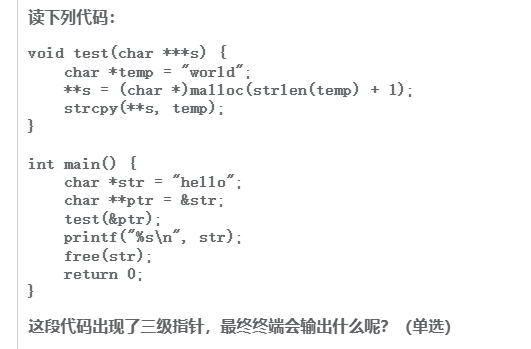 读下列代码：
void test(char ***s) {
    char *temp = "world";
    **s = (char *)malloc(strlen(temp) + 1);
    strcpy(**s, temp);
}
int main() {
    char *str = "hello";
    char **ptr = &str;
    test(&ptr);
    printf("%s\n", str);
    free(str);
    return 0;
}
这段代码出现了三级指针，最终终端会输出什么呢？（单选）